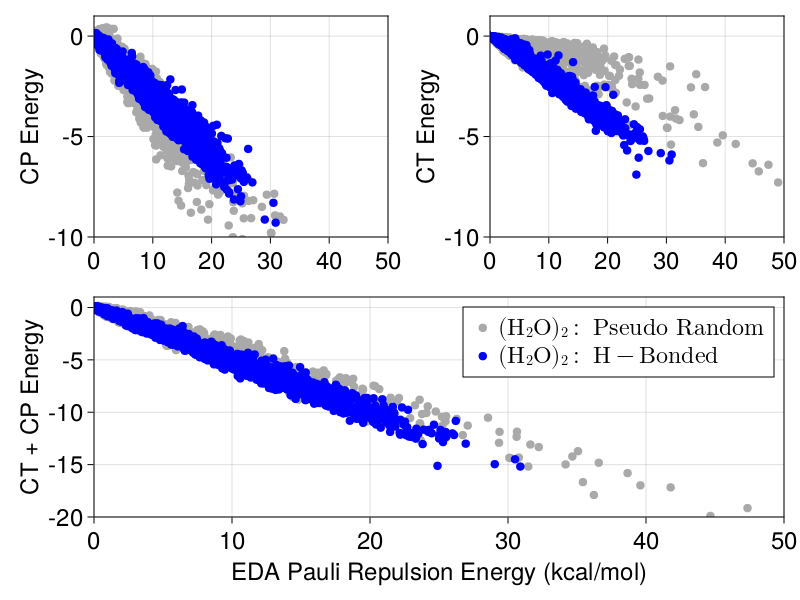 CP Energy
0
-5
-10
0 10 20 30 40 50
CT Energy
0
-5
-10
0 10 20 30 40 50
CT + CP Energy
0
-5
-10
-15
-20
(H₂O)₂ : Pseudo Random
(H₂O)₂ : H − Bonded
0 10 20 30 40 50
EDA Pauli Repulsion Energy (kcal/mol)